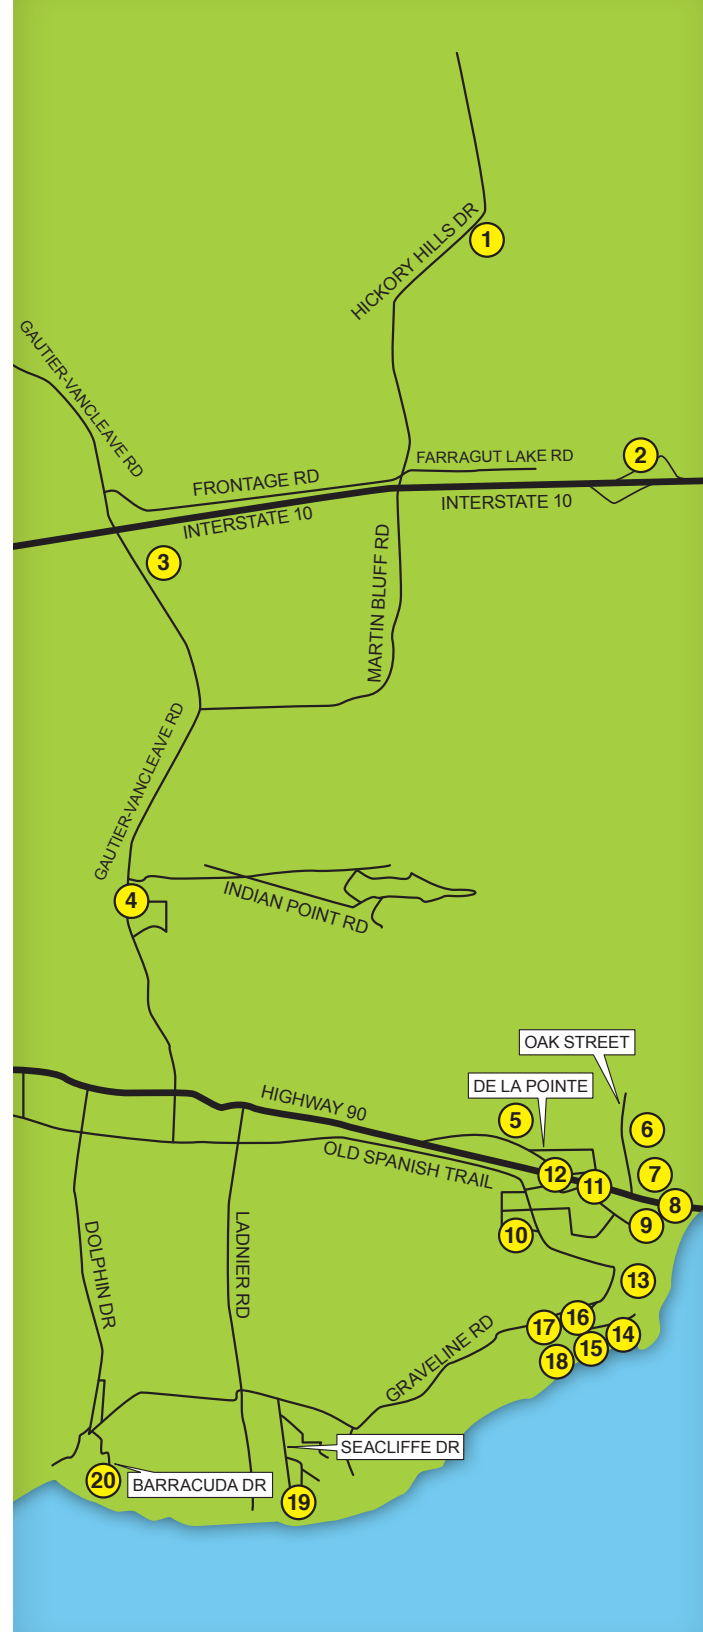 HICKORY HILLS DR
1
GAUTIER-VANCLEAVE RD
FARRAGUT LAKE RD
2
FRONTAGE RD
INTERSTATE 10
INTERSTATE 10
3
MARTIN BLUFF RD
GAUTIER-VANCLEAVE RD
4
INDIAN POINT RD
OAK STREET
DE LA POINTE
HIGHWAY 90
5
6
OLD SPANISH TRAIL
12
7
11
8
9
10
DOLPHIN DR
LADNIER RD
13
16
17
14
15
18
GRAVELINE RD
SEACLIFFE DR
20
BARRACUDA DR
19